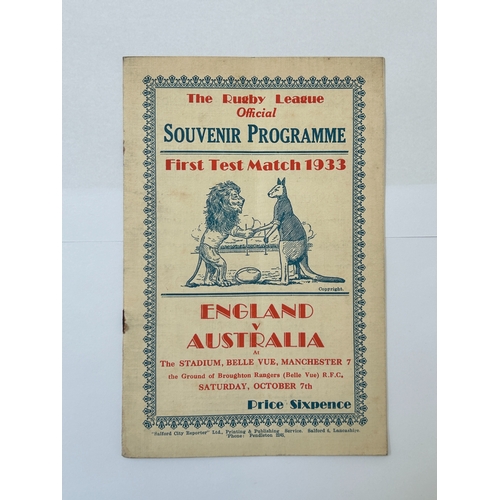 The Rugby League
Official
SOUVENIR PROGRAMME
First Test Match 1933
Copyright.
ENGLAND
v
AUSTRALIA
At
The STADIUM, BELLE VUE, MANCHESTER 7
the Ground of Broughton Rangers (Belle Vue) R.F.C,
SATURDAY, OCTOBER 7th
Price Sixpence
"Salford City Reporter" Ltd., Printing & Publishing Service. Salford 6, Lancashire.
'Phone: Pendleton